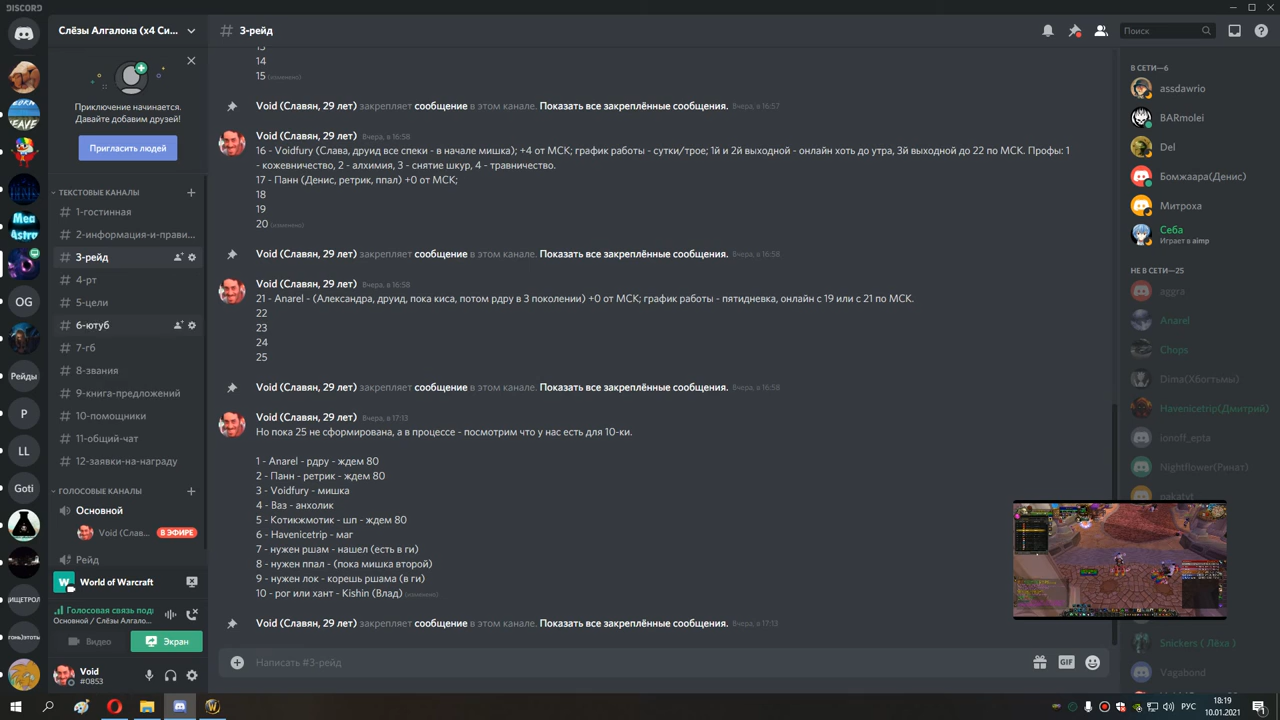 DISCORD
Слёзы Алгалона (x4 Си...
3-рейд
Поиск
Приключение начинается.
Давайте добавим друзей!
Пригласить людей
ТЕКСТОВЫЕ КАНАЛЫ
1-гостинная
2-информация-и-прави...
3-рейд
4-рт
5-цели
6-ютуб
7-гб
8-звания
9-книга-предложений
10-помощники
11-общий-чат
12-заявки-на-награду
ГОЛОСОВЫЕ КАНАЛЫ
Основной
Void (Слав...
В ЭФИРЕ
Рейд
World of Warcraft
Голосовая связь подк
Основной / Слёзы Алгало...
Видео
Экран
Void
#0853
OG
Рейды
P
LL
Goti
14
15 (изменено)
Void (Славян, 29 лет) закрепляет сообщение в этом канале. Показать все закреплённые сообщения. Вчера, в 16:57
Void (Славян, 29 лет) Вчера, в 16:58
16 - Voidfury (Слава, друид все спеки - в начале мишка); +4 от МСК; график работы - сутки/трое; 1й и 2й выходной - онлайн хоть до утра, 3й выходной до 22 по МСК. Профы: 1
- кожевничество, 2 - алхимия, 3 - снятие шкур, 4 - травничество.
17 - Панн (Денис, ретрик, ппал) +0 от МСК;
18
19
20 (изменено)
Void (Славян, 29 лет) закрепляет сообщение в этом канале. Показать все закреплённые сообщения. Вчера, в 16:58
Void (Славян, 29 лет) Вчера, в 16:58
21 - Anarel - (Александра, друид, пока киса, потом рдру в 3 поколении) +0 от МСК; график работы - пятидневка, онлайн с 19 или с 21 по МСК.
22
23
24
25
Void (Славян, 29 лет) закрепляет сообщение в этом канале. Показать все закреплённые сообщения. Вчера, в 16:58
Void (Славян, 29 лет) Вчера, в 17:13
Но пока 25 не сформирована, а в процессе - посмотрим что у нас есть для 10-ки.
1 - Anarel - рдру - ждем 80
2 - Панн - ретрик - ждем 80
3 - Voidfury - мишка
4 - Ваз - анхолик
5 - Котикжмотик - шп - ждем 80
6 - Havenicetrip - маг
7 - нужен ршам - нашел (есть в ги)
8 - нужен ппал - (пока мишка второй)
9 - нужен лок - корешь ршама (в ги)
10 - рог или хант - Kishin (Влад) (изменено)
Void (Славян, 29 лет) закрепляет сообщение в этом канале. Показать все закреплённые сообщения. Вчера, в 17:13
Написать #3-рейд
GIF
В СЕТИ—6
assdawrio
BARmolei
Del
Бомжаара(Денис)
Митроха
Себа
Играет в aimp
НЕ В СЕТИ—25
aggra
Anarel
Chops
Dima(ХБогтьмы)
Havenicetrip(Дмитрий)
ionoff_epta
Nightflower(Ринат)
pakatyt
Snickers ( Лёха )
Vagabond
РУС
18:19
10.01.2021